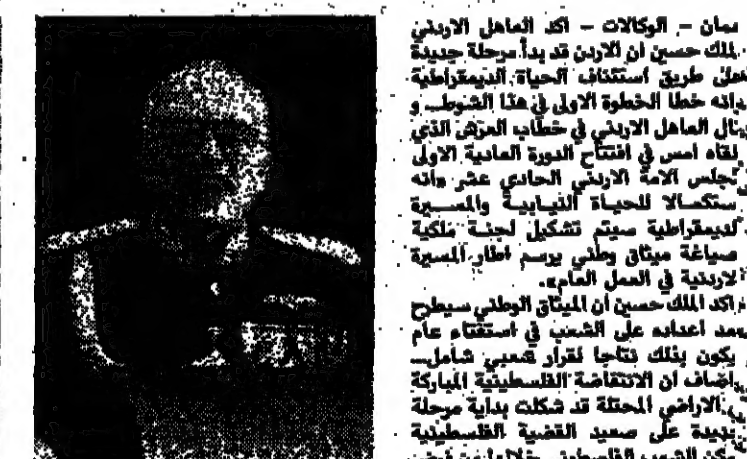 عمان - الوكالات - اكد العاهل الاردني
الملك حسين ان الاردن قد بدأ مرحلة جديدة
على طريق استئناف الحياة الديمقراطية
وانه خطا الخطوة الاولى في هذا الشوط و
قال العاهل الاردني في خطاب العرش الذي
القاه امس في افتتاح الدورة العادية الاولى
لمجلس الامة الاردني الحادي عشر «انه
استكمالا للحياة النيابية والمسيرة
الديمقراطية سيتم تشكيل لجنة ملكية
صياغة ميثاق وطني يرسم اطار المسيرة
الاردنية في العمل العام».
واكد الملك حسين ان الميثاق الوطني سيطرح
بعد اعداده على الشعب في استفتاء عام
يكون بذلك نتاجا لقرار شعبي شامل..
واضاف ان الانتفاضة الفلسطينية المباركة
في الاراضي المحتلة قد شكلت بداية مرحلة
جديدة على صعيد القضية الفلسطينية
الشعب الفلسطيني